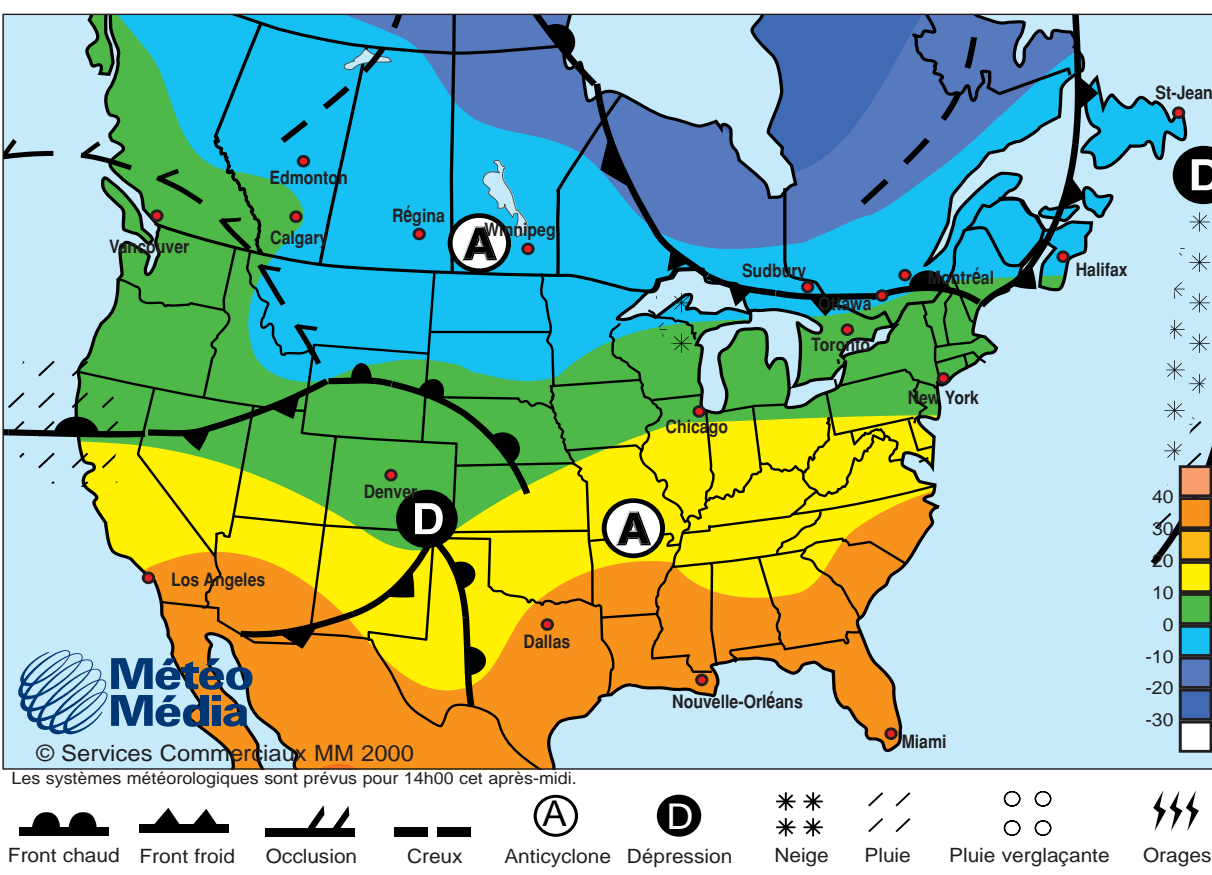 St-Jean
D
Edmonton
Régina
Winnipeg
A
Vancouver
Calgary
Sudbury
Montréal
Halifax
Ottawa
Toronto
New York
Chicago
Denver
D
A
40
30
20
10
0
-10
-20
-30
Los Angeles
Dallas
Météo
Média
Nouvelle-Orléans
Miami
© Services Commerciaux MM 2000
Les systèmes météorologiques sont prévus pour 14h00 cet après-midi.
A
D
Front chaud Front froid Occlusion Creux Anticyclone Dépression Neige Pluie Pluie verglaçante Orages